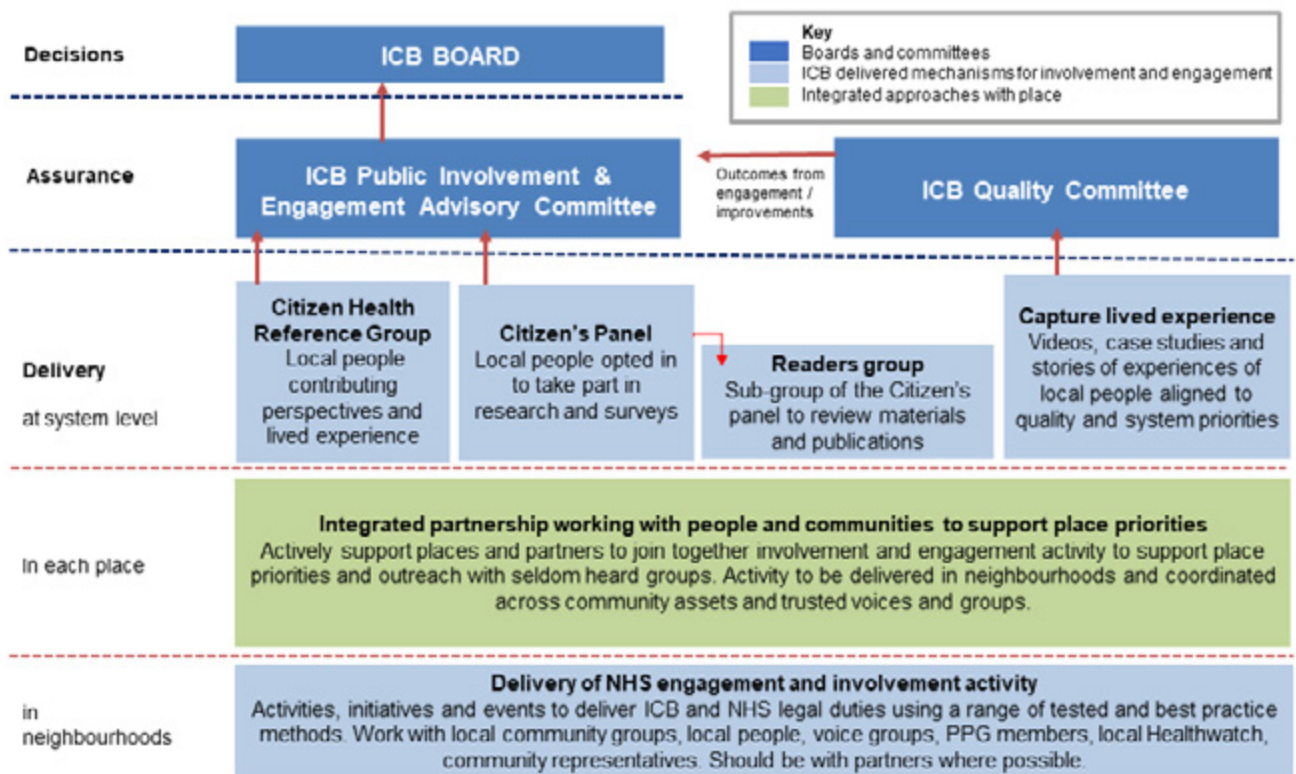 Decisions
ICB BOARD
Key
Boards and committees
ICB delivered mechanisms for involvement and engagement
Integrated approaches with place
Assurance
ICB Public Involvement &
Engagement Advisory Committee
Outcomes from
engagement /
improvements
ICB Quality Committee
Delivery
at system level
Citizen Health
Reference Group
Local people
contributing
perspectives and
lived experience
Citizen's Panel
Local people opted in
to take part in
research and surveys
Readers group
Sub-group of the Citizen's
panel to review materials
and publications
Capture lived experience
Videos, case studies and
stories of experiences of
local people aligned to
quality and system priorities
In each place
Integrated partnership working with people and communities to support place priorities
Actively support places and partners to join together involvement and engagement activity to support place
priorities and outreach with seldom heard groups. Activity to be delivered in neighbourhoods and coordinated
across community assets and trusted voices and groups.
in
neighbourhoods
Delivery of NHS engagement and involvement activity
Activities, initiatives and events to deliver ICB and NHS legal duties using a range of tested and best practice
methods. Work with local community groups, local people, voice groups, PPG members, local Healthwatch,
community representatives. Should be with partners where possible.